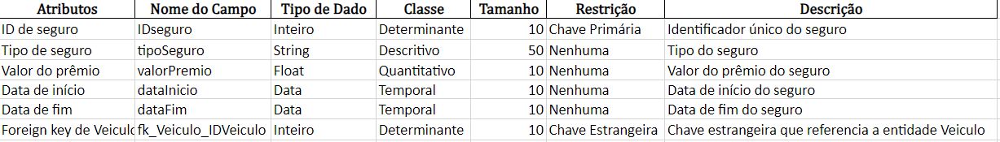 Atributos Nome do Campo Tipo de Dado Classe Tamanho Restrição Descrição
ID de seguro IDseguro Inteiro Determinante 10 Chave Primária Identificador único do seguro
Tipo de seguro tipoSeguro String Descritivo 50 Nenhuma Tipo do seguro
Valor do prêmio valorPremio Float Quantitativo 10 Nenhuma Valor do prêmio do seguro
Data de início dataInicio Data Temporal 10 Nenhuma Data de início do seguro
Data de fim dataFim Data Temporal 10 Nenhuma Data de fim do seguro
Foreign key de Veiculo fk_Veiculo_IDVeiculo Inteiro Determinante 10 Chave Estrangeira Chave estrangeira que referencia a entidade Veiculo